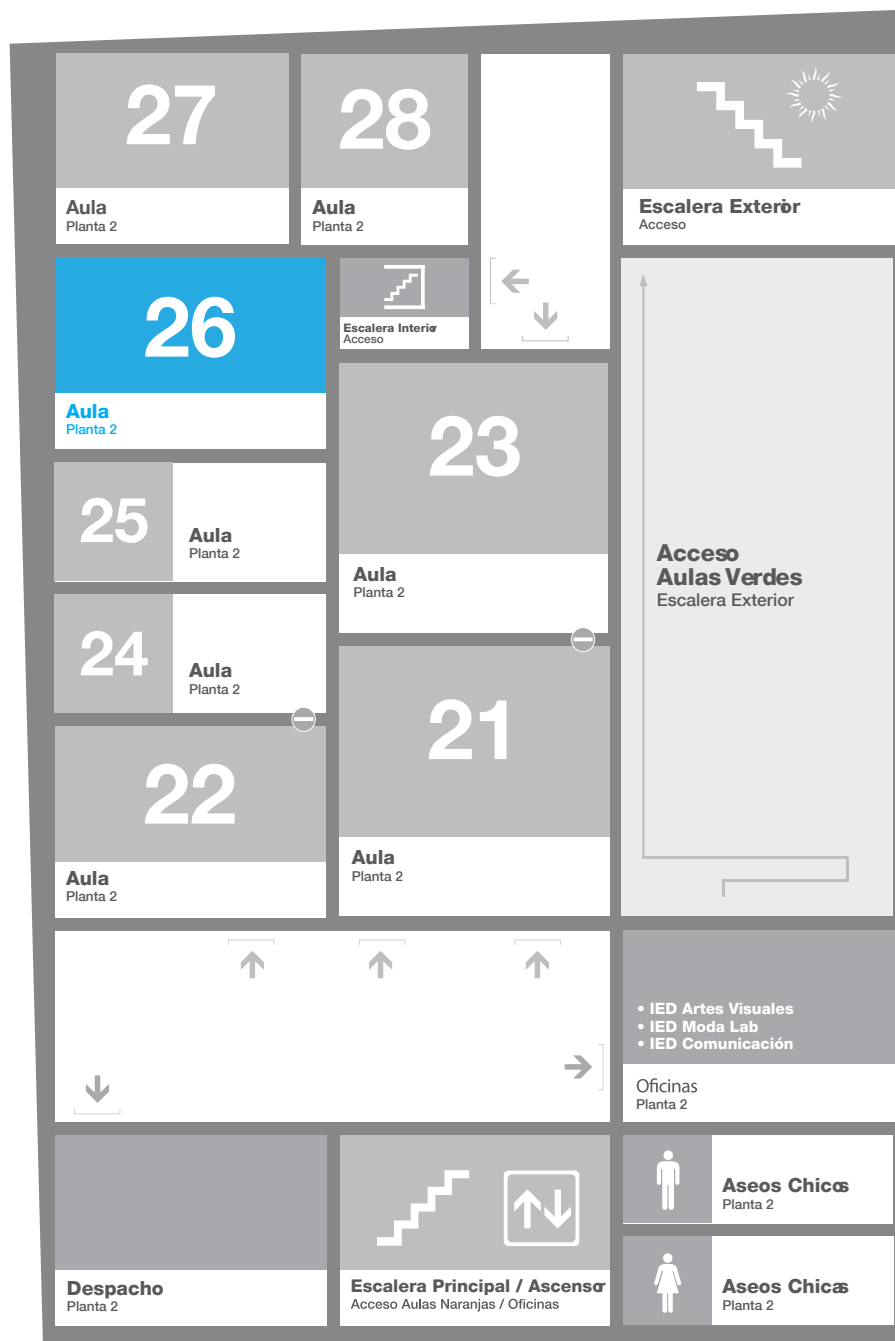 27
Aula
Planta 2
28
Aula
Planta 2
Escalera Exterior
Acceso
26
Aula
Planta 2
Escalera Interior
Acceso
23
Aula
Planta 2
25
Aula
Planta 2
Acceso
Aulas Verdes
Escalera Exterior
24
Aula
Planta 2
21
Aula
Planta 2
22
Aula
Planta 2
• IED Artes Visuales
• IED Moda Lab
• IED Comunicación
Oficinas
Planta 2
Despacho
Planta 2
Escalera Principal / Ascensor
Acceso Aulas Naranjas / Oficinas
Aseos Chicos
Planta 2
Aseos Chicas
Planta 2